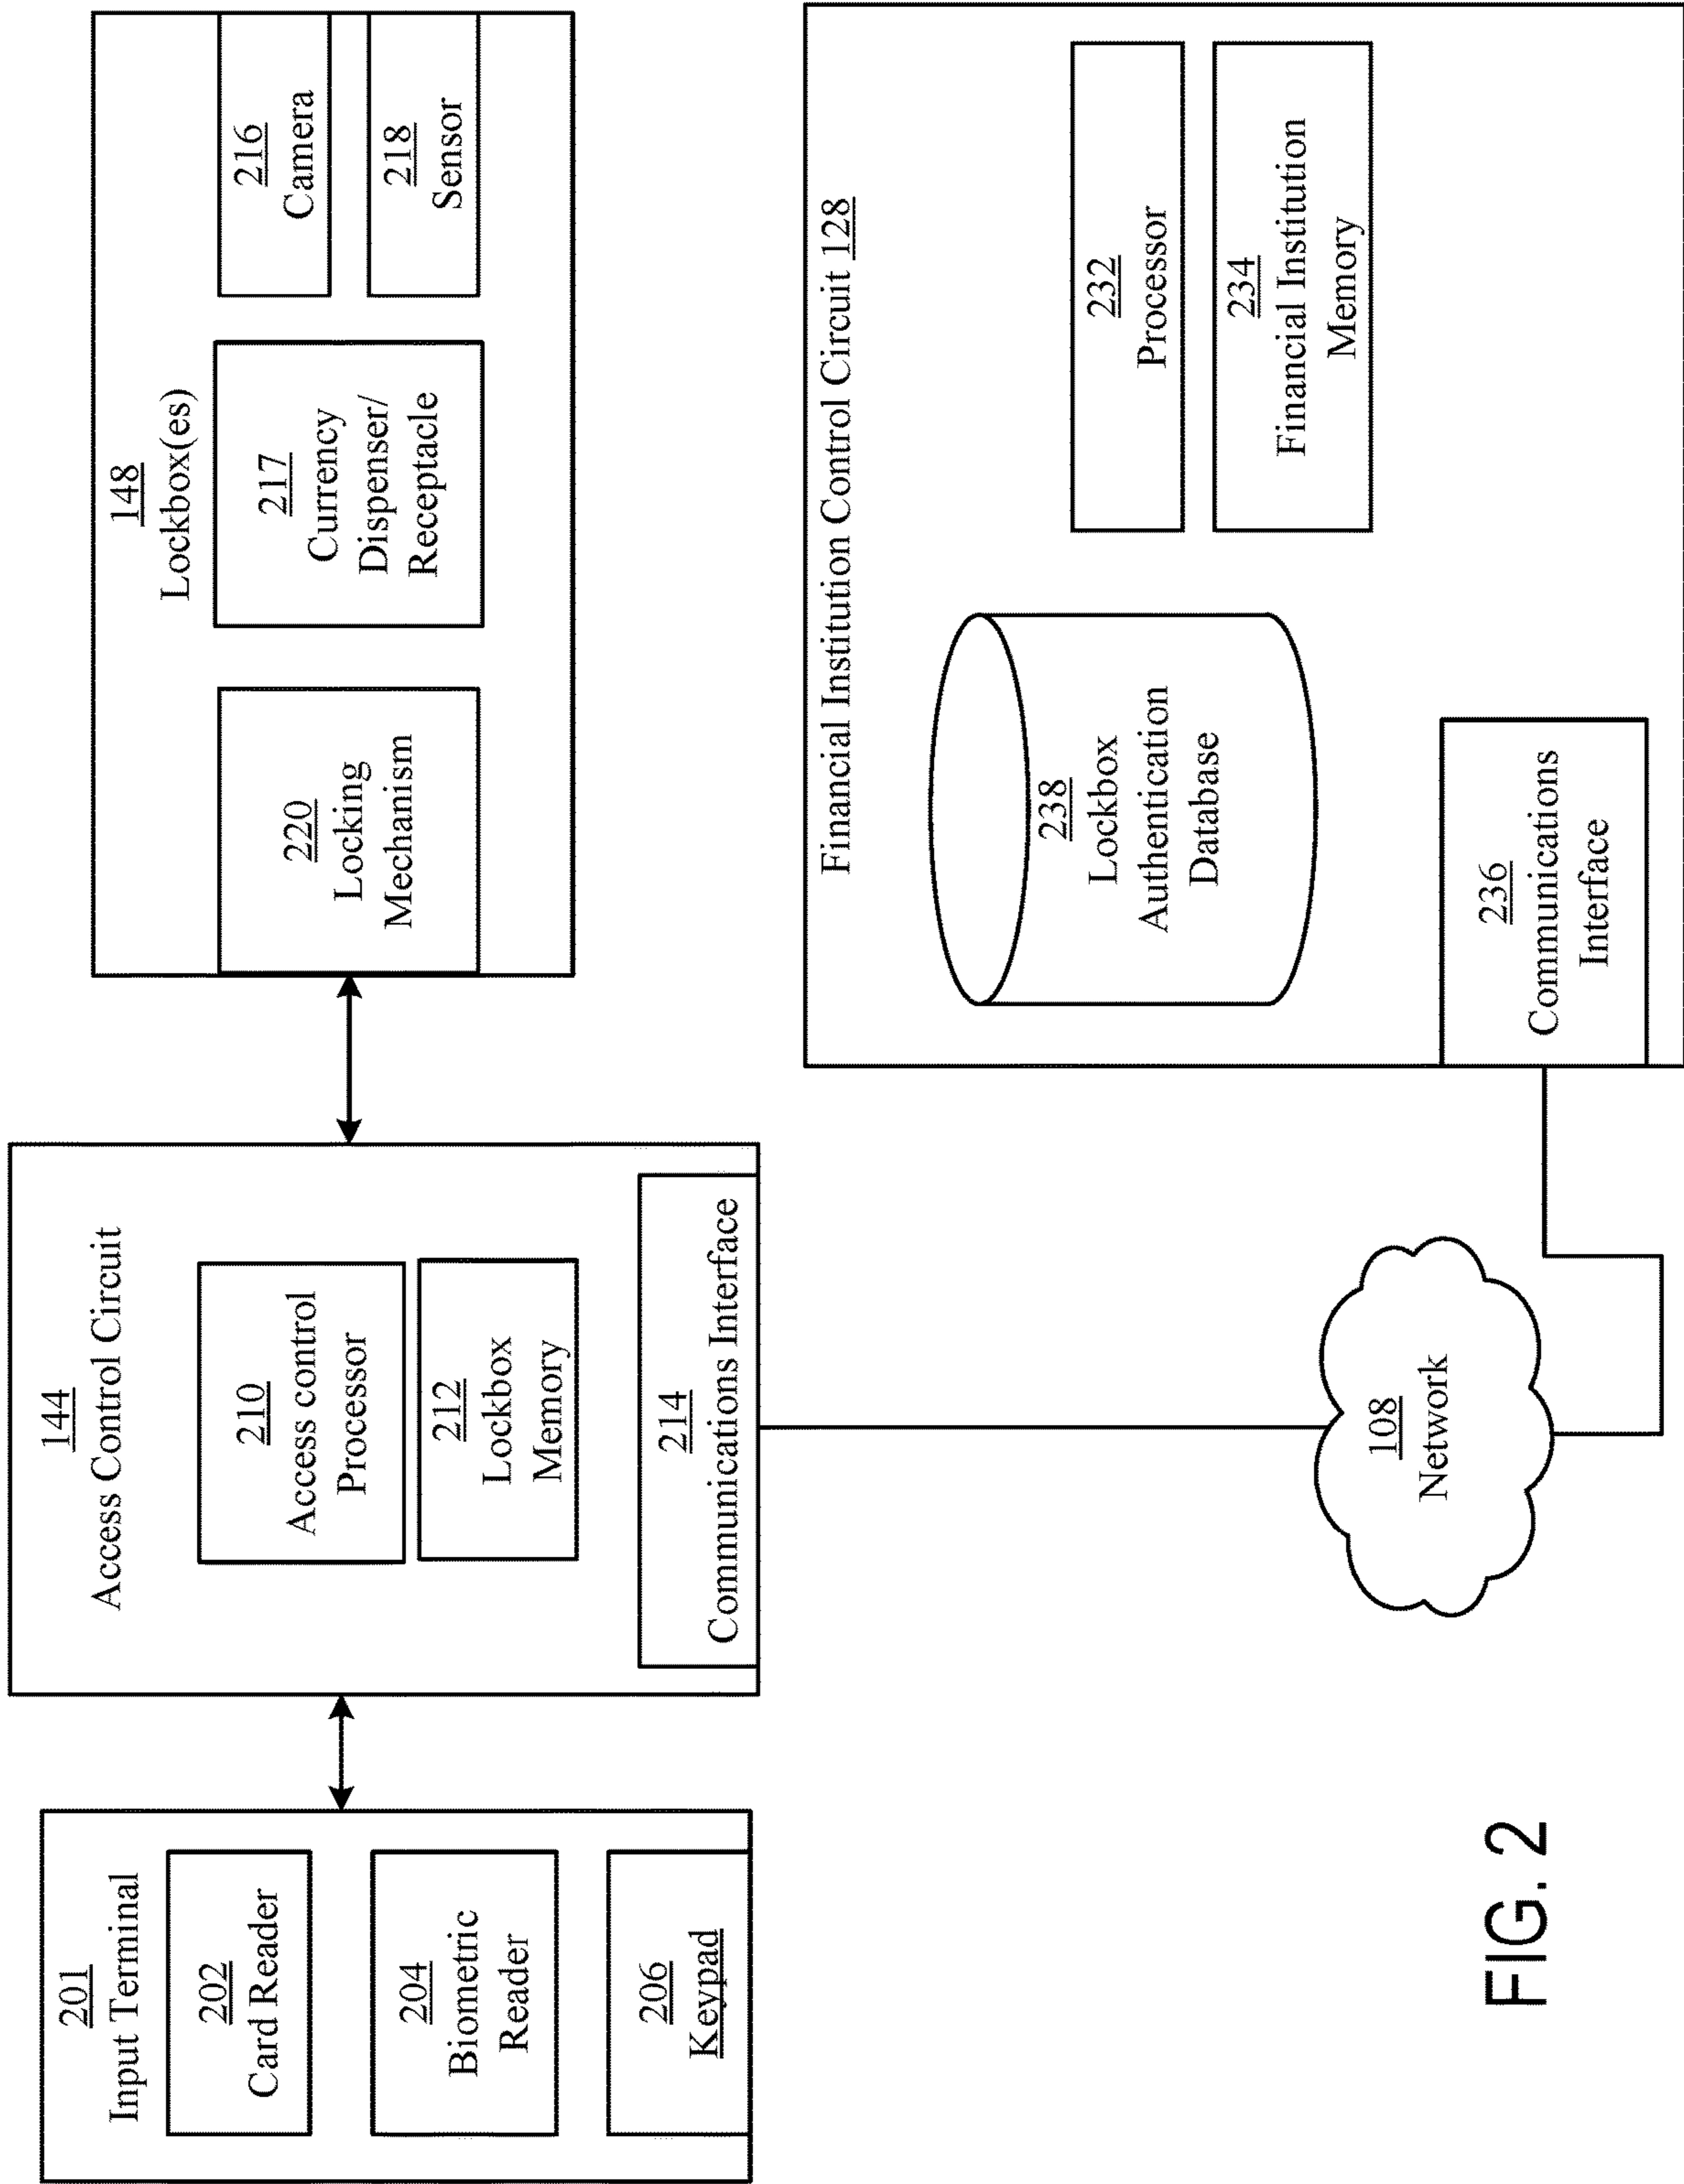 201
Input Terminal
202
Card Reader
204
Biometric
Reader
206
Keypad
144
Access Control Circuit
210
Access control
Processor
212
Lockbox
Memory
214
Communications Interface
148
Lockbox(es)
220
Locking
Mechanism
217
Currency
Dispenser/
Receptacle
216
Camera
218
Sensor
108
Network
Financial Institution Control Circuit 128
238
Lockbox
Authentication
Database
232
Processor
234
Financial Institution
Memory
236
Communications
Interface
FIG. 2